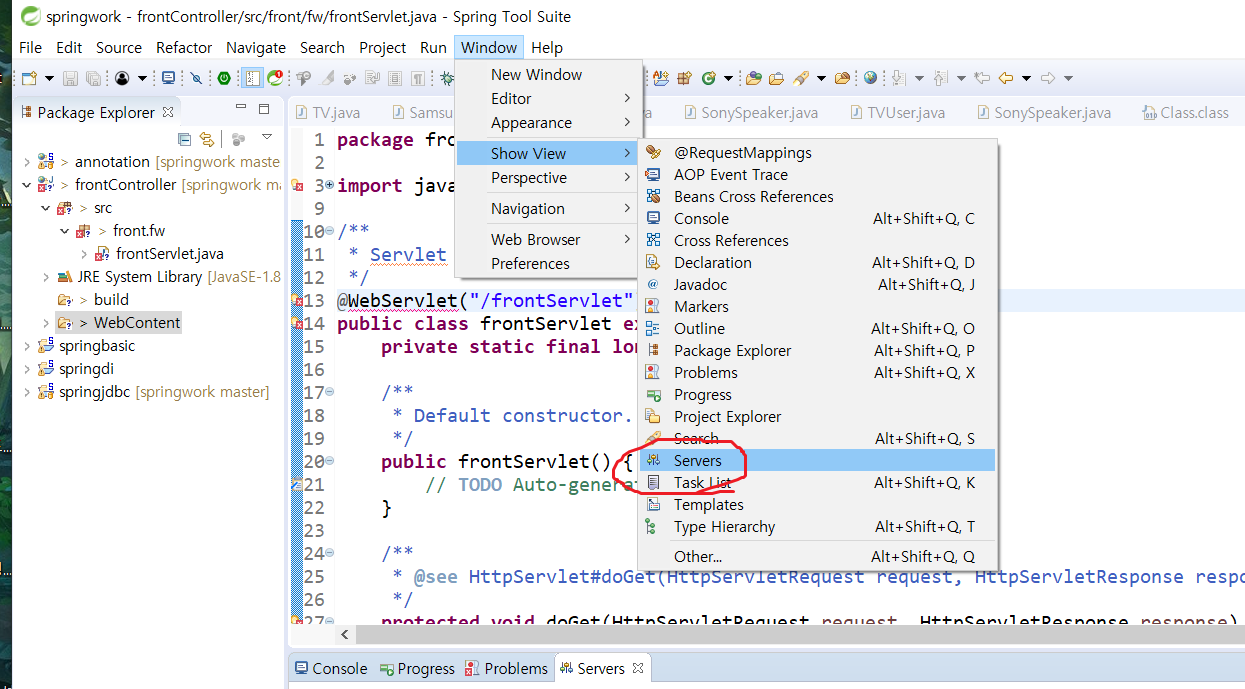 springwork - frontController/src/front/fw/frontServlet.java - Spring Tool Suite
File Edit Source Refactor Navigate Search Project Run Window Help
Package Explorer
> annotation [springwork maste
> frontController [springwork ma
> src
> front.fw
> frontServlet.java
JRE System Library [JavaSE-1.8
> build
> WebContent
springbasic
springdi
springjdbc [springwork master]
New Window
Editor
Appearance
Show View
Perspective
Navigation
Web Browser
Preferences
@RequestMappings
AOP Event Trace
Beans Cross References
Console Alt+Shift+Q, C
Cross References
Declaration Alt+Shift+Q, D
Javadoc Alt+Shift+Q, J
Markers
Outline Alt+Shift+Q, O
Package Explorer Alt+Shift+Q, P
Problems Alt+Shift+Q, X
Progress
Project Explorer
Search Alt+Shift+Q, S
Servers
Task List Alt+Shift+Q, K
Templates
Type Hierarchy Alt+Shift+Q, T
Other... Alt+Shift+Q, Q
TV.java Samsu a SonySpeaker.java TVUser.java SonySpeaker.java Class.class
1 package fro
2
3 import java
9
10 /**
11 * Servlet
12 */
13 @WebServlet("/frontServlet"
14 public class frontServlet ex
15 private static final lon
16
17 /**
18 * Default constructor.
19 */
20 public frontServlet() {
21 // TODO Auto-generat
22 }
23
24 /**
25 * @see HttpServlet#doGet(HttpServletRequest request, HttpServletResponse respo
26 */
27 protected void doGet(HttpServletRequest request, HttpServletResponse response)
Console Progress Problems Servers